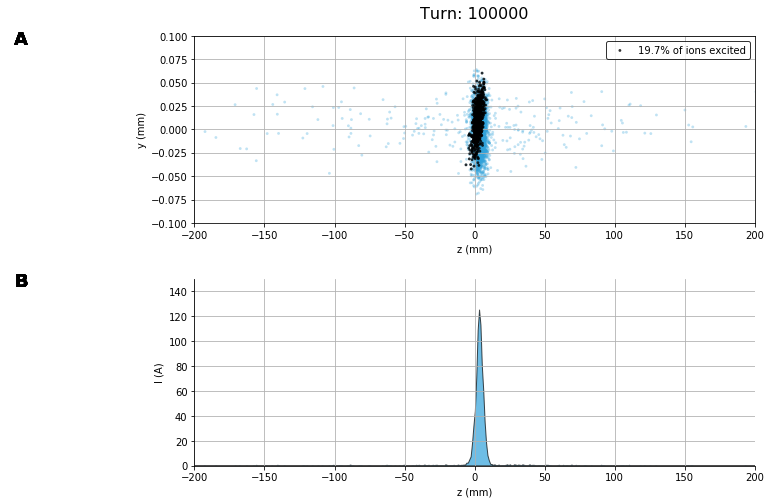 Turn: 100000
A
19.7% of ions excited
0.100
0.075
0.050
0.025
0.000
−0.025
−0.050
−0.075
−0.100
y (mm)
−200 −150 −100 −50 0 50 100 150 200
z (mm)
B
140
120
100
80
60
40
20
0
I (A)
−200 −150 −100 −50 0 50 100 150 200
z (mm)